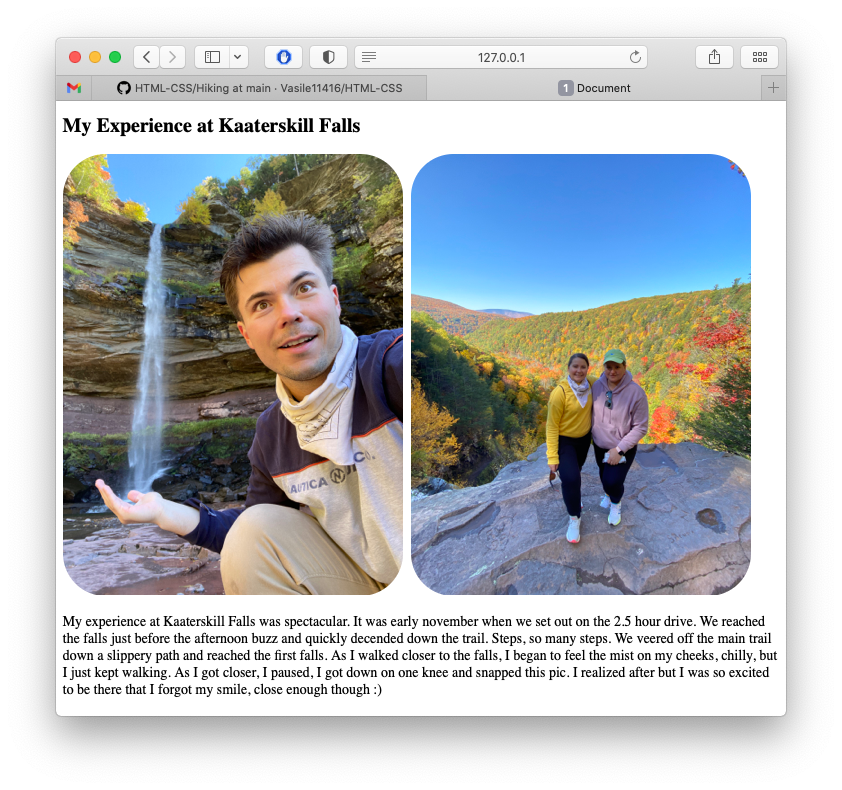 127.0.0.1
HTML-CSS/Hiking at main · Vasile11416/HTML-CSS
1 Document
My Experience at Kaaterskill Falls
NAUTICA
My experience at Kaaterskill Falls was spectacular. It was early november when we set out on the 2.5 hour drive. We reached
the falls just before the afternoon buzz and quickly decended down the trail. Steps, so many steps. We veered off the main trail
down a slippery path and reached the first falls. As I walked closer to the falls, I began to feel the mist on my cheeks, chilly, but
I just kept walking. As I got closer, I paused, I got down on one knee and snapped this pic. I realized after but I was so excited
to be there that I forgot my smile, close enough though :)